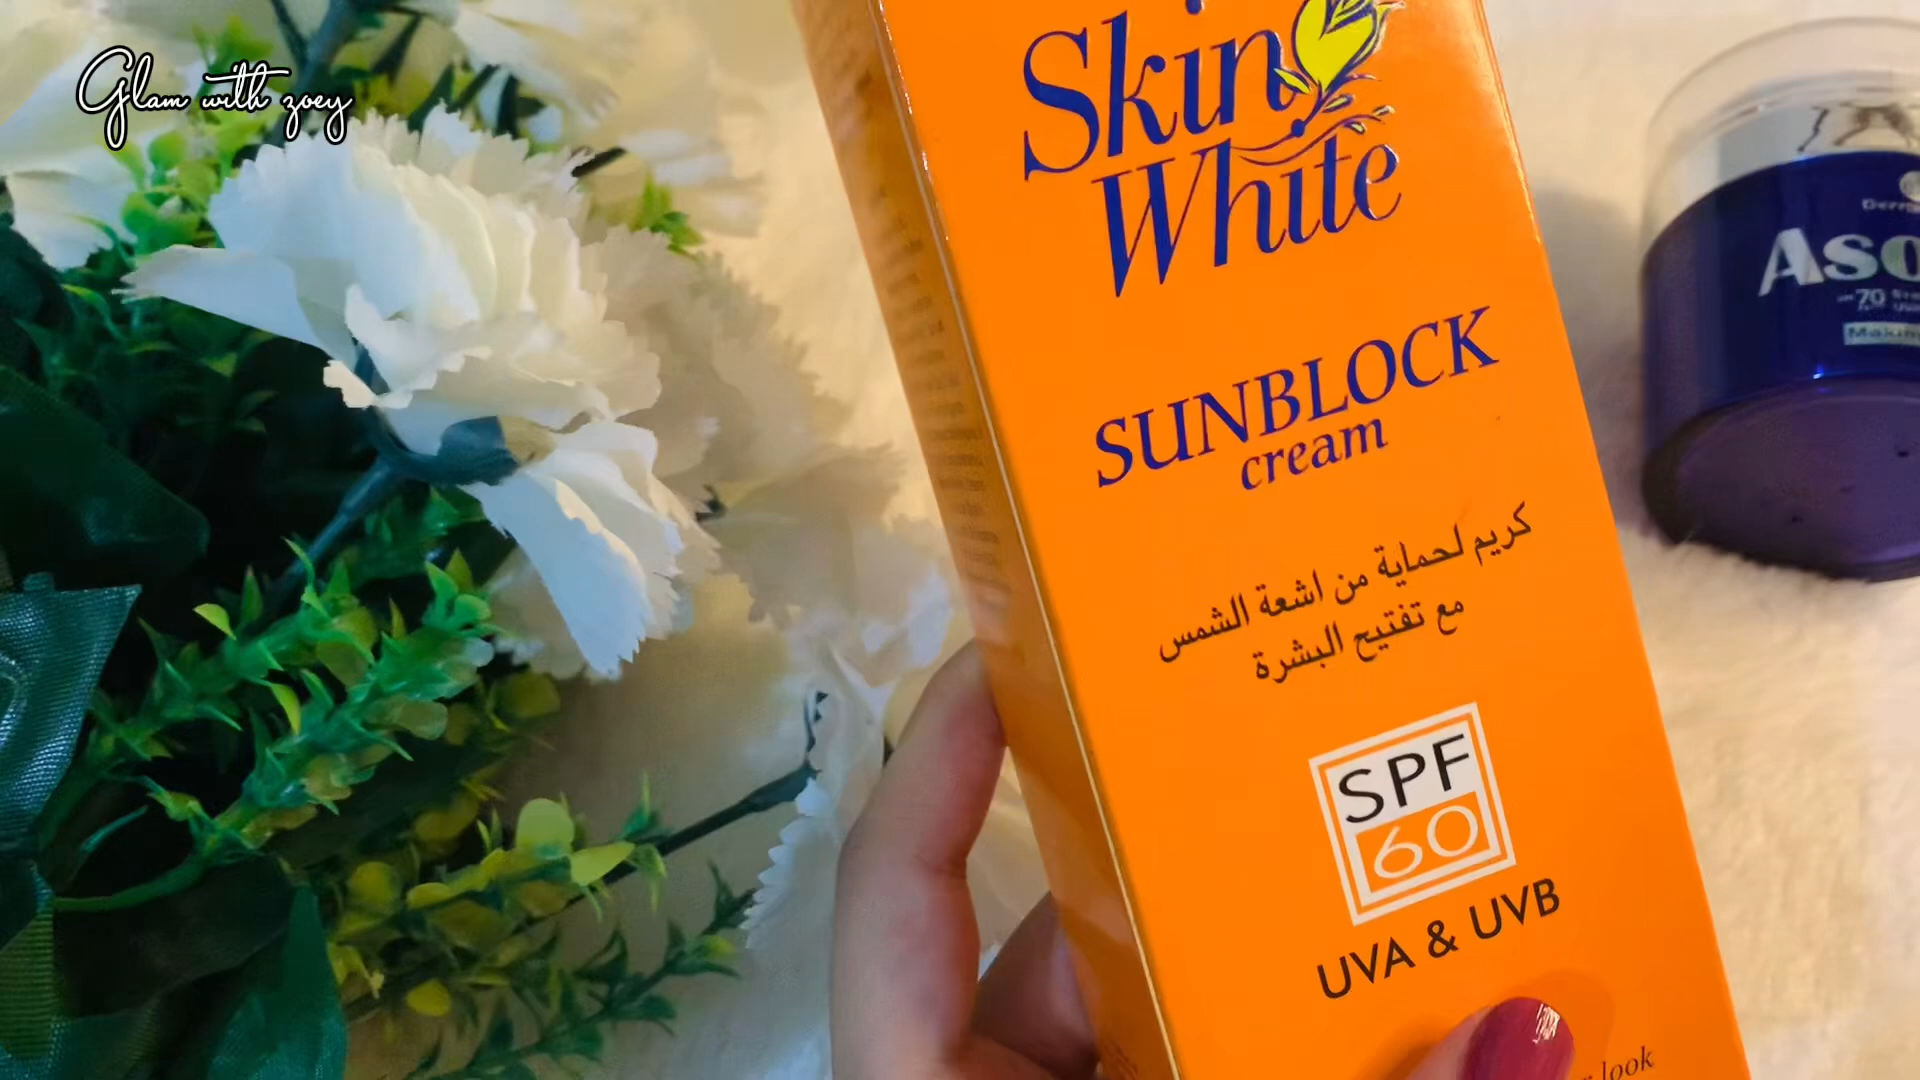 Glam with zoey
Skin
White
SUNBLOCK
cream
كريم لحماية من اشعة الشمس
مع تفتيح البشرة
SPF
60
UVA & UVB
look
Aso
70